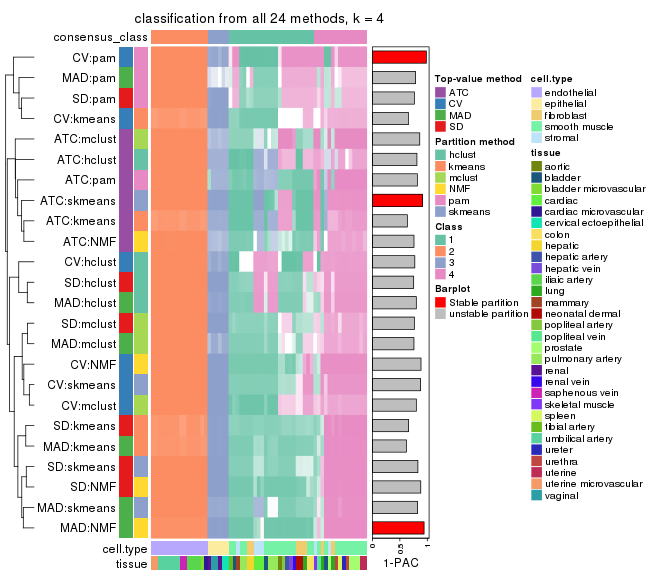 classification from all 24 methods, k = 4
consensus_class
CV:pam
MAD:pam
SD:pam
CV:kmeans
ATC:mclust
ATC:hclust
ATC:pam
ATC:skmeans
ATC:kmeans
ATC:NMF
CV:hclust
SD:hclust
MAD:hclust
SD:mclust
MAD:mclust
CV:NMF
CV:skmeans
CV:mclust
SD:kmeans
MAD:kmeans
SD:skmeans
SD:NMF
MAD:skmeans
MAD:NMF
cell.type
tissue
0
0.5
1
1-PAC
Top-value method
ATC
CV
MAD
SD
Partition method
hclust
kmeans
mclust
NMF
pam
skmeans
Class
1
2
3
4
Barplot
Stable partition
unstable partition
cell.type
endothelial
epithelial
fibroblast
smooth muscle
stromal
tissue
aortic
bladder
bladder microvascular
cardiac
cardiac microvascular
cervical ectoepithelial
colon
hepatic
hepatic artery
hepatic vein
iliac artery
lung
mammary
neonatal dermal
popliteal artery
popliteal vein
prostate
pulmonary artery
renal
renal vein
saphenous vein
skeletal muscle
spleen
tibial artery
umbilical artery
ureter
urethra
uterine
uterine microvascular
vaginal